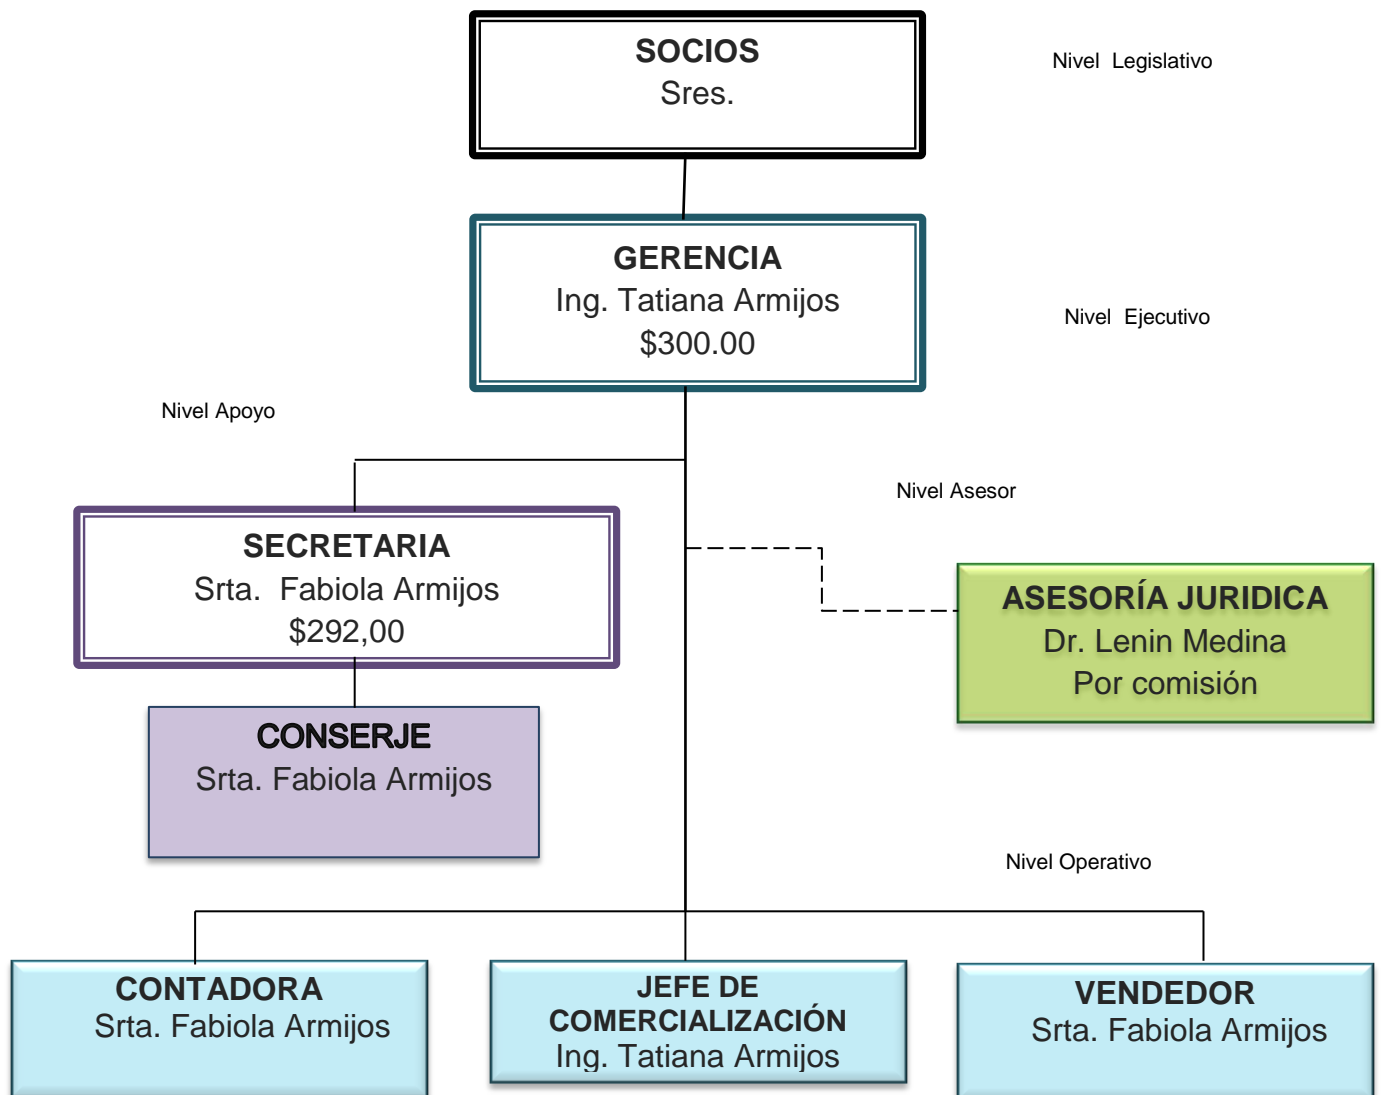 SOCIOS
Sres.
Nivel Legislativo
GERENCIA
Ing. Tatiana Armijos
$300.00
Nivel Ejecutivo
Nivel Apoyo
Nivel Asesor
SECRETARIA
Srta. Fabiola Armijos
$292,00
ASESORÍA JURIDICA
Dr. Lenin Medina
Por comisión
CONSERJE
Srta. Fabiola Armijos
Nivel Operativo
CONTADORA
Srta. Fabiola Armijos
JEFE DE
COMERCIALIZACIÓN
Ing. Tatiana Armijos
VENDEDOR
Srta. Fabiola Armijos